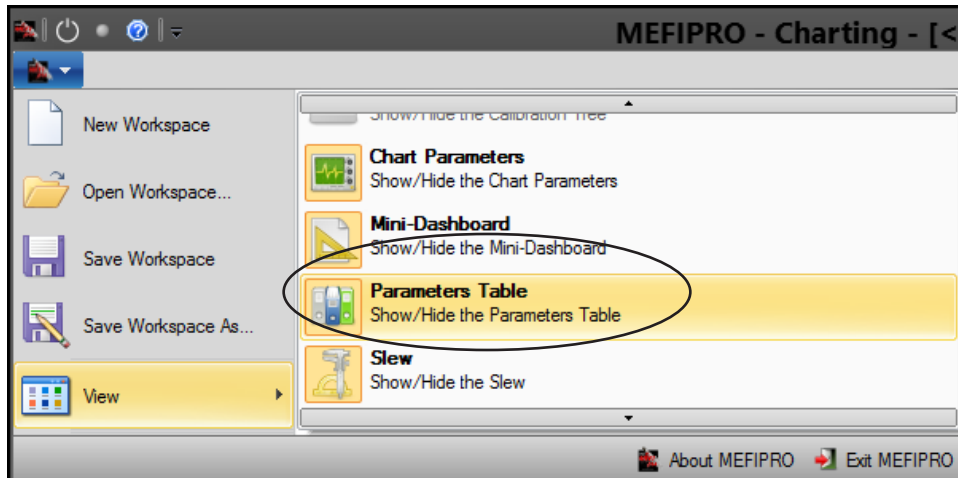 MEFIPRO - Charting - [<
New Workspace
Open Workspace...
Save Workspace
Save Workspace As...
View
Show/Hide the Calibration Tree
Chart Parameters
Show/Hide the Chart Parameters
Mini-Dashboard
Show/Hide the Mini-Dashboard
Parameters Table
Show/Hide the Parameters Table
Slew
Show/Hide the Slew
About MEFIPRO
Exit MEFIPRO